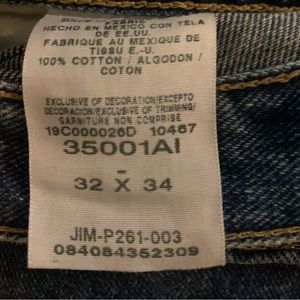 FABRIC
HECHO EN MEXICO CON TELA
DE EE.UU.
FABRIQUE AU MEXIQUE DE
TISSU E.-U.
100% COTTON / ALGODON /
COTON
EXCLUSIVE OF DECORATION/EXCEPTO
DECORACION/EXCLUSIVE OF TRIMMING/
GARNITURE NON COMPRISE
19C000026D 10467
35001AI
-
32 X 34
JIM-P261-003
084084352309